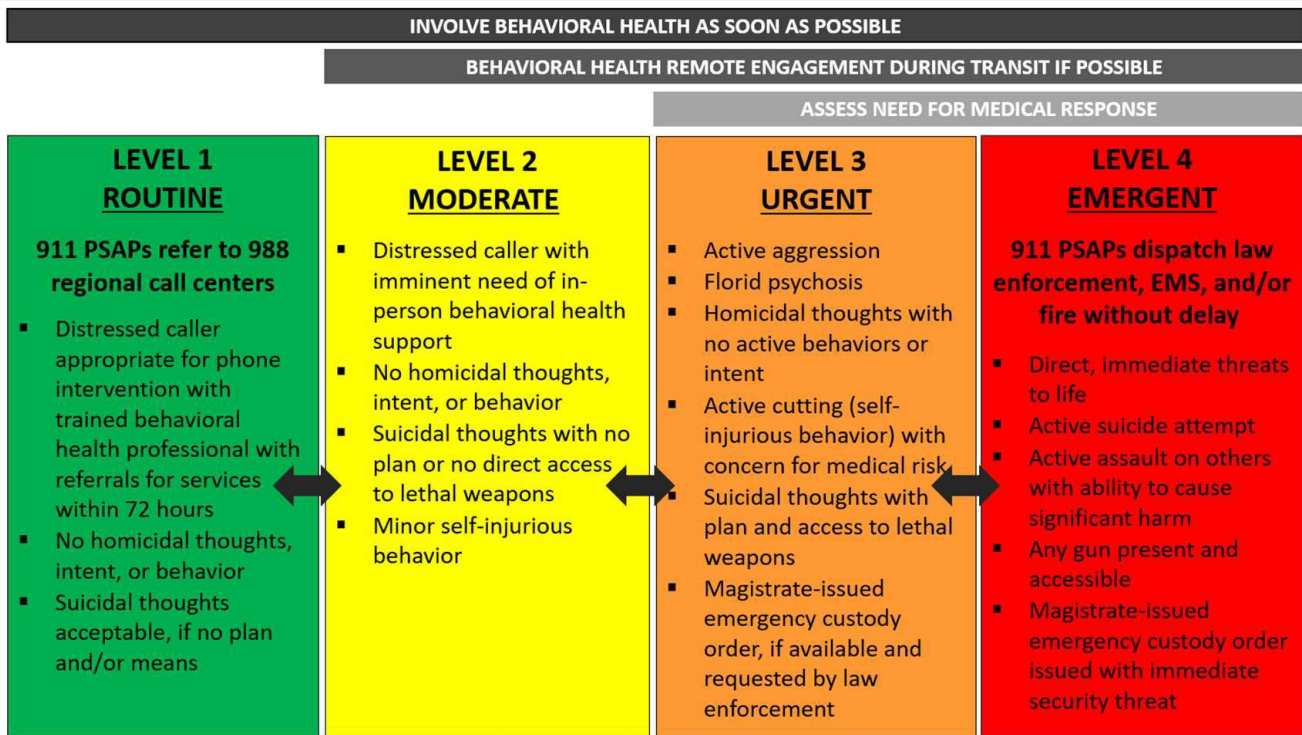 INVOLVE BEHAVIORAL HEALTH AS SOON AS POSSIBLE
BEHAVIORAL HEALTH REMOTE ENGAGEMENT DURING TRANSIT IF POSSIBLE
ASSESS NEED FOR MEDICAL RESPONSE
LEVEL 1
ROUTINE
911 PSAPs refer to 988
regional call centers
▪ Distressed caller
appropriate for phone
intervention with
trained behavioral
health professional with
referrals for services
within 72 hours
▪ No homicidal thoughts,
intent, or behavior
▪ Suicidal thoughts
acceptable, if no plan
and/or means
LEVEL 2
MODERATE
▪ Distressed caller with
imminent need of in-
person behavioral health
support
▪ No homicidal thoughts,
intent, or behavior
▪ Suicidal thoughts with no
plan or no direct access
to lethal weapons
▪ Minor self-injurious
behavior
LEVEL 3
URGENT
▪ Active aggression
▪ Florid psychosis
▪ Homicidal thoughts with
no active behaviors or
intent
▪ Active cutting (self-
injurious behavior) with
concern for medical risk
▪ Suicidal thoughts with
plan and access to lethal
weapons
▪ Magistrate-issued
emergency custody
order, if available and
requested by law
enforcement
LEVEL 4
EMERGENT
911 PSAPs dispatch law
enforcement, EMS, and/or
fire without delay
▪ Direct, immediate threats
to life
▪ Active suicide attempt
▪ Active assault on others
with ability to cause
significant harm
▪ Any gun present and
accessible
▪ Magistrate-issued
emergency custody order
issued with immediate
security threat